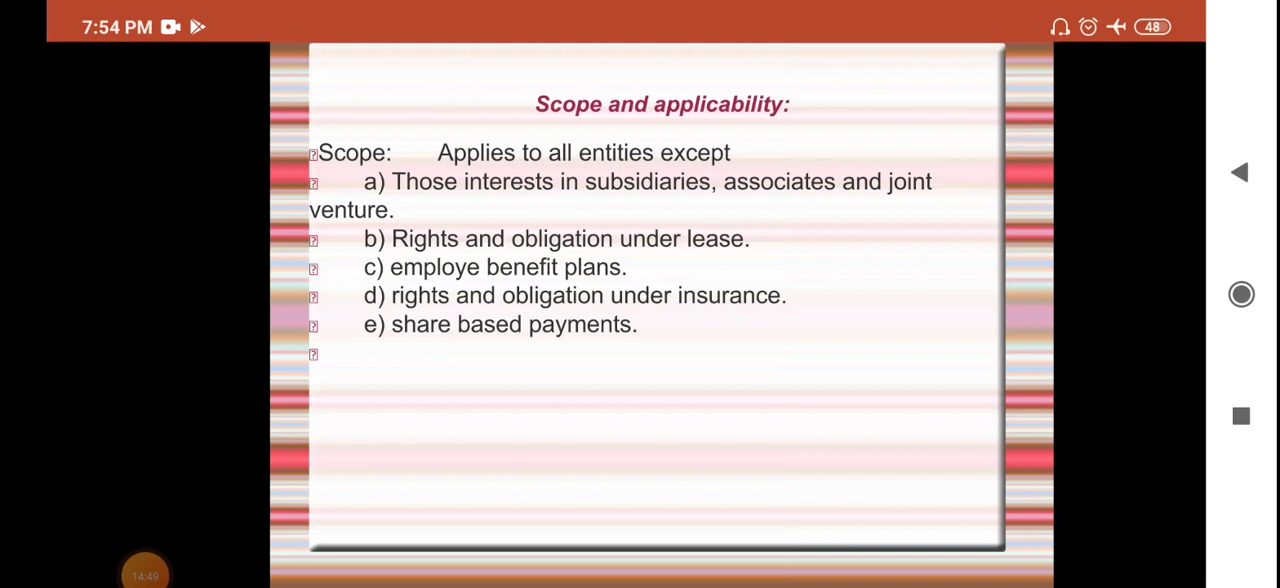 7:54 PM
48
Scope and applicability:
Scope: Applies to all entities except
a) Those interests in subsidiaries, associates and joint
venture.
b) Rights and obligation under lease.
c) employe benefit plans.
d) rights and obligation under insurance.
e) share based payments.
14:49